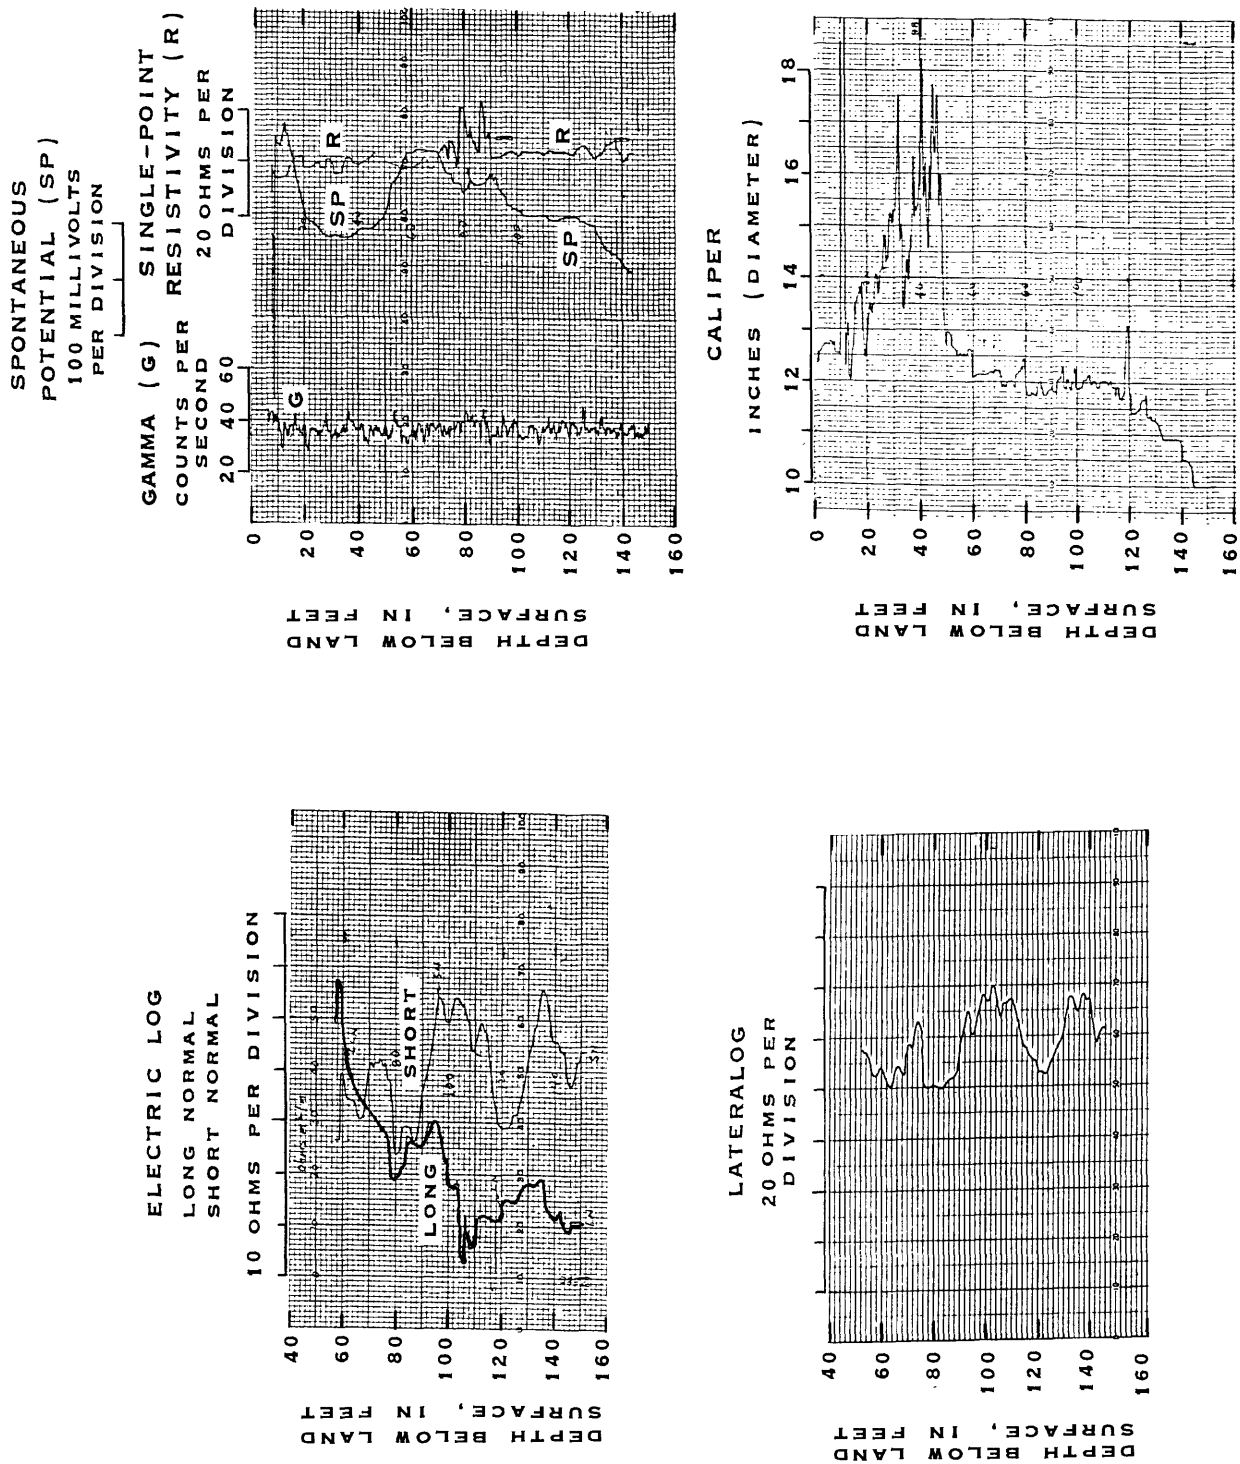 SPONTANEOUS
POTENTIAL (SP)
100 MILLIVOLTS
PER DIVISION
GAMMA (G)
COUNTS PER
SECOND
20 40 60
SINGLE-POINT
RESISTIVITY (R)
20 OHMS PER
DIVISION
G
SP
R
R
SP
0
20
40
60
80
100
120
140
160
DEPTH BELOW LAND
SURFACE, IN FEET
CALIPER
INCHES (DIAMETER)
10 12 14 16 18
0
20
40
60
80
100
120
140
160
DEPTH BELOW LAND
SURFACE, IN FEET
ELECTRIC LOG
LONG NORMAL
SHORT NORMAL
10 OHMS PER DIVISION
SHORT
LONG
SN
LN
40
60
80
100
120
140
160
DEPTH BELOW LAND
SURFACE, IN FEET
LATERALOG
20 OHMS PER
DIVISION
40
60
80
100
120
140
160
DEPTH BELOW LAND
SURFACE, IN FEET